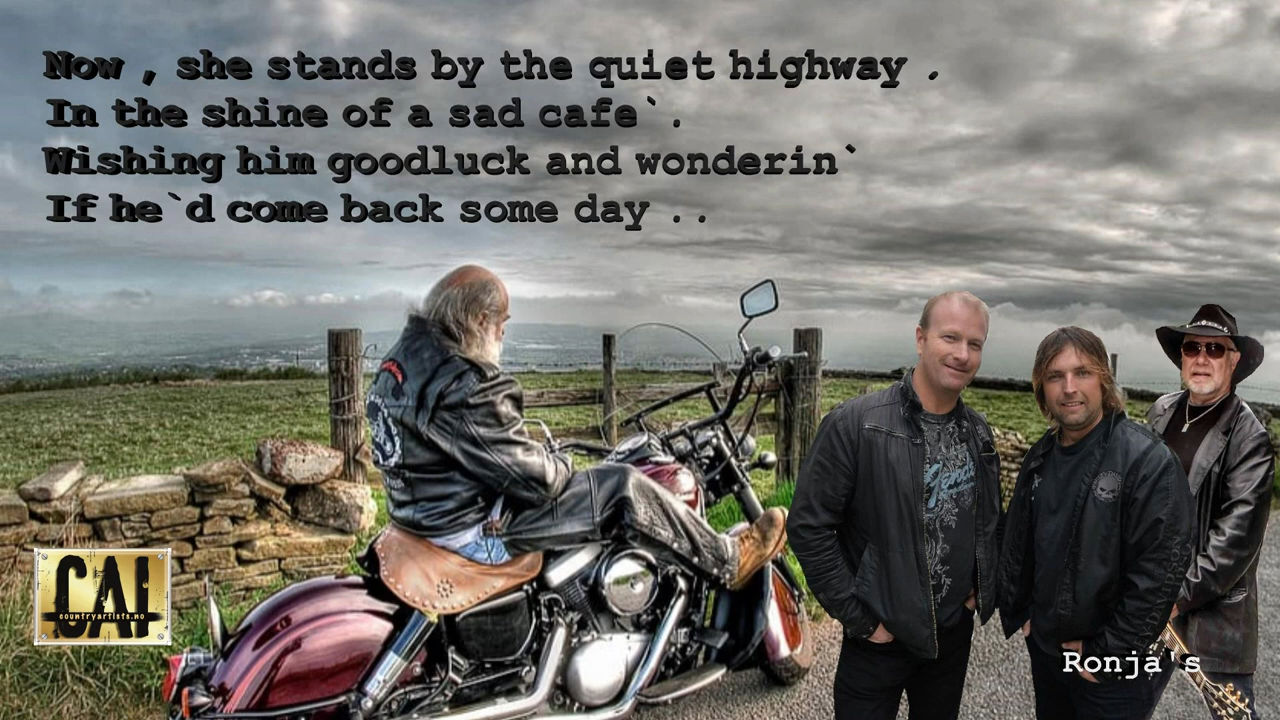 Now , she stands by the quiet highway .
In the shine of a sad cafe`.
Wishing him goodluck and wonderin`
If he`d come back some day ..
CAI
countryartists.no
Ronja's